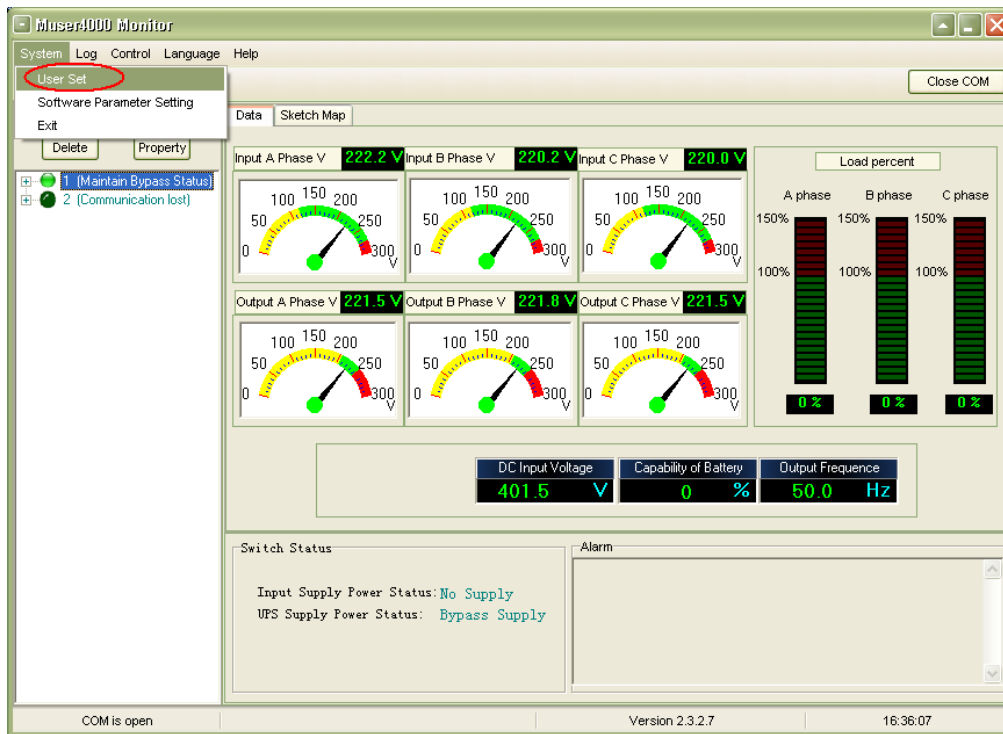 Muser4000 Monitor
System Log Control Language Help
User Set
Software Parameter Setting
Exit
Close COM
Delete Property
1 (Maintain Bypass Status)
2 (Communication lost)
Data Sketch Map
Input A Phase V 222.2 V Input B Phase V 220.2 V Input C Phase V 220.0 V
0 50 100 150 200 250 300 V
0 50 100 150 200 250 300 V
0 50 100 150 200 250 300 V
Output A Phase V 221.5 V Output B Phase V 221.8 V Output C Phase V 221.5 V
0 50 100 150 200 250 300 V
0 50 100 150 200 250 300 V
0 50 100 150 200 250 300 V
Load percent
A phase B phase C phase
150% 150% 150%
100% 100% 100%
0 % 0 % 0 %
DC Input Voltage Capability of Battery Output Frequence
401.5 V 0 % 50.0 Hz
Switch Status
Input Supply Power Status: No Supply
UPS Supply Power Status: Bypass Supply
Alarm
COM is open Version 2.3.2.7 16:36:07